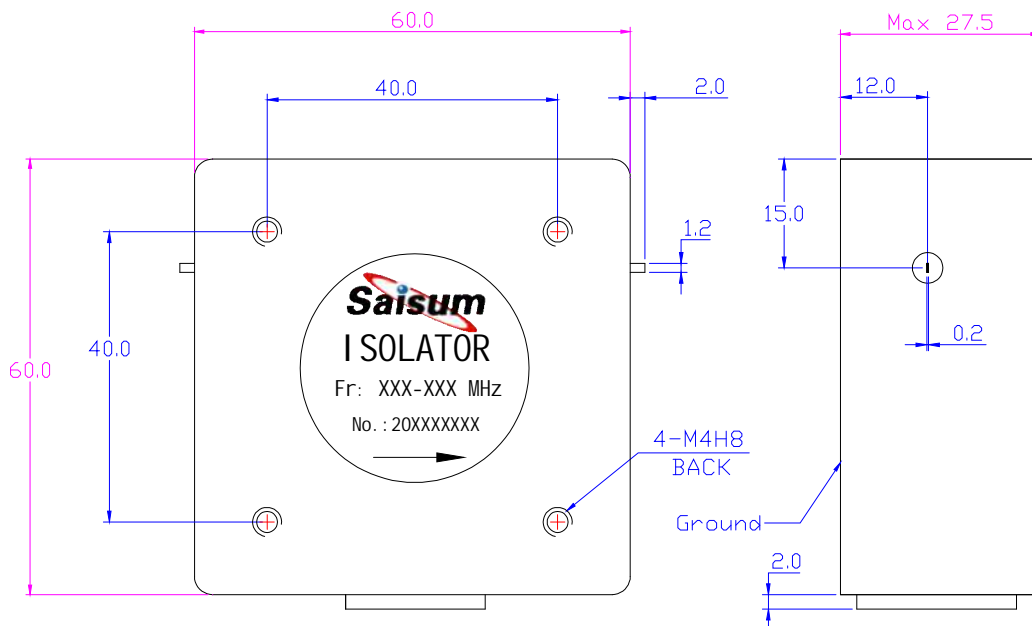 60.0
Max 27.5
40.0
2.0
12.0
15.0
1.2
Saisum
ISOLATOR
Fr: XXX-XXX MHz
No.:20XXXXXXX
40.0
60.0
0.2
4-M4H8
BACK
Ground
2.0